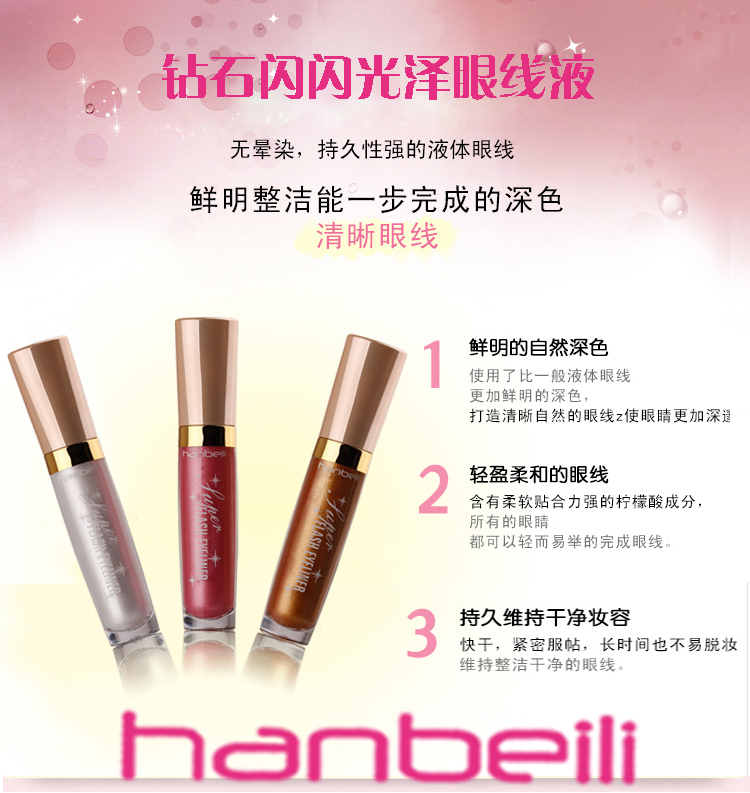 钻石闪闪光泽眼线液
无晕染，持久性强的液体眼线
鲜明整洁能一步完成的深色
清晰眼线
1 鲜明的自然深色
使用了比一般液体眼线
更加鲜明的深色，
打造清晰自然的眼线z使眼睛更加深邃
2 轻盈柔和的眼线
含有柔软贴合力强的柠檬酸成分，
所有的眼睛
都可以轻而易举的完成眼线。
3 持久维持干净妆容
快干，紧密服帖，长时间也不易脱妆
维持整洁干净的眼线。
hanbeili
Super
FLASH EYELINER
hanbeili
Super
FLASH EYELINER
hanbeili
Super
FLASH EYELINER
hanbeili